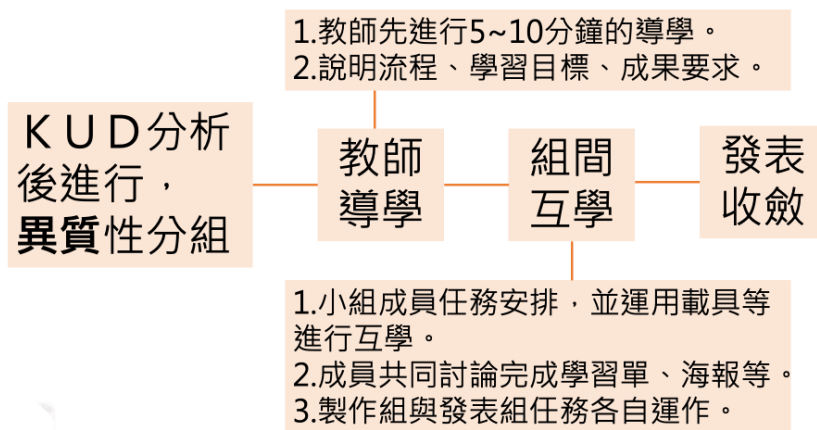 1.教師先進行5~10分鐘的導學。
2.說明流程、學習目標、成果要求。
ＫＵＤ分析
後進行，
異質性分組
教師
導學
組間
互學
發表
收斂
1.小組成員任務安排，並運用載具等
進行互學。
2.成員共同討論完成學習單、海報等。
3.製作組與發表組任務各自運作。